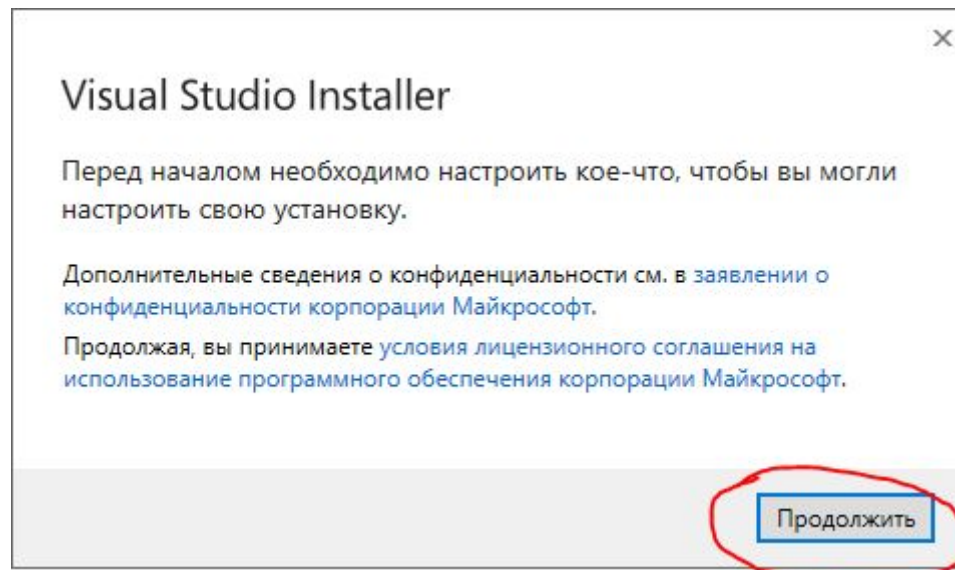 Visual Studio Installer
Перед началом необходимо настроить кое-что, чтобы вы могли
настроить свою установку.
Дополнительные сведения о конфиденциальности см. в заявлении о
конфиденциальности корпорации Майкрософт.
Продолжая, вы принимаете условия лицензионного соглашения на
использование программного обеспечения корпорации Майкрософт.
Продолжить